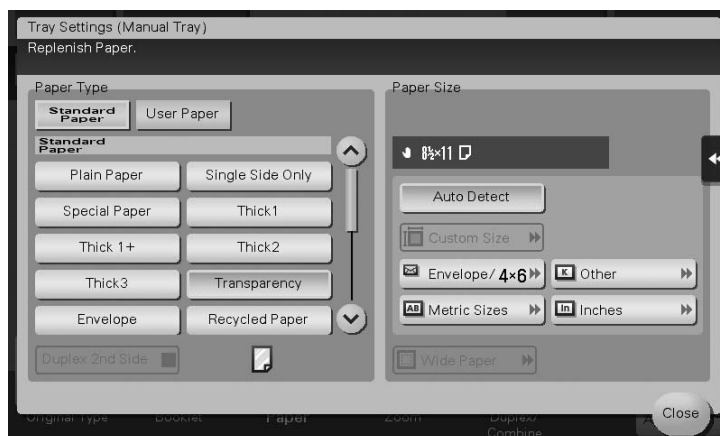 Tray Settings (Manual Tray)
Replenish Paper.
Paper Type
Standard Paper
User Paper
Standard Paper
Plain Paper
Single Side Only
Special Paper
Thick1
Thick 1+
Thick2
Thick3
Transparency
Envelope
Recycled Paper
Duplex 2nd Side
Paper Size
8½×11
Auto Detect
Custom Size
Envelope/ 4×6
K Other
AB Metric Sizes
In Inches
Wide Paper
Close
Original Type
Booklet
Paper
Zoom
Duplex/
Combine